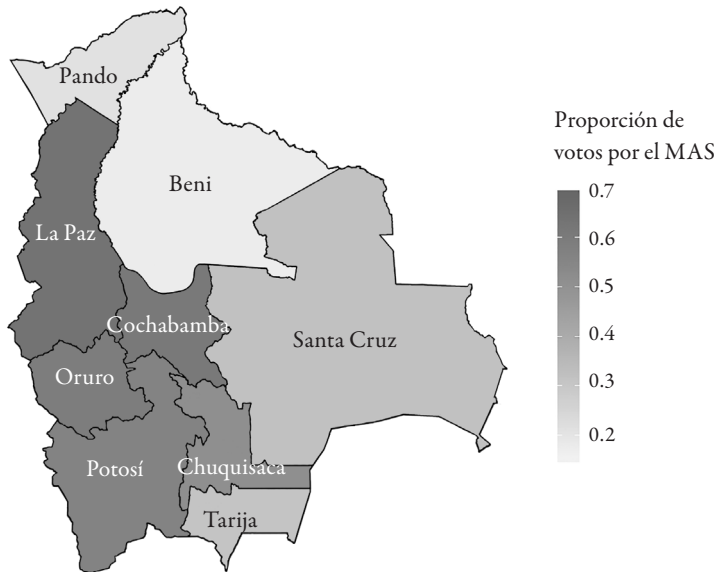 Pando
Beni
La Paz
Cochabamba
Santa Cruz
Oruro
Potosí
Chuquisaca
Tarija
Proporción de
votos por el MAS
0.7
0.6
0.5
0.4
0.3
0.2